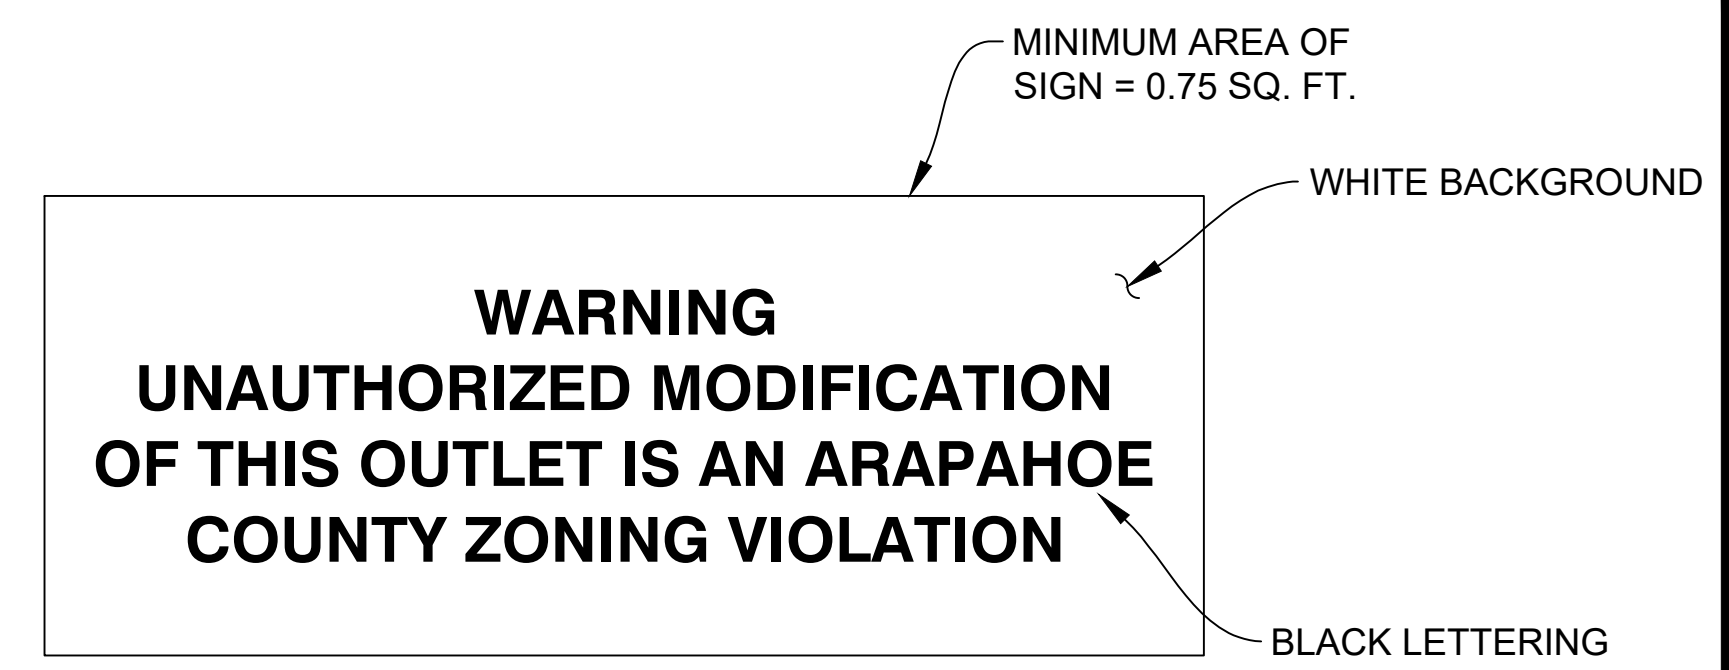 MINIMUM AREA OF
SIGN = 0.75 SQ. FT.
WHITE BACKGROUND
WARNING
UNAUTHORIZED MODIFICATION
OF THIS OUTLET IS AN ARAPAHOE
COUNTY ZONING VIOLATION
BLACK LETTERING